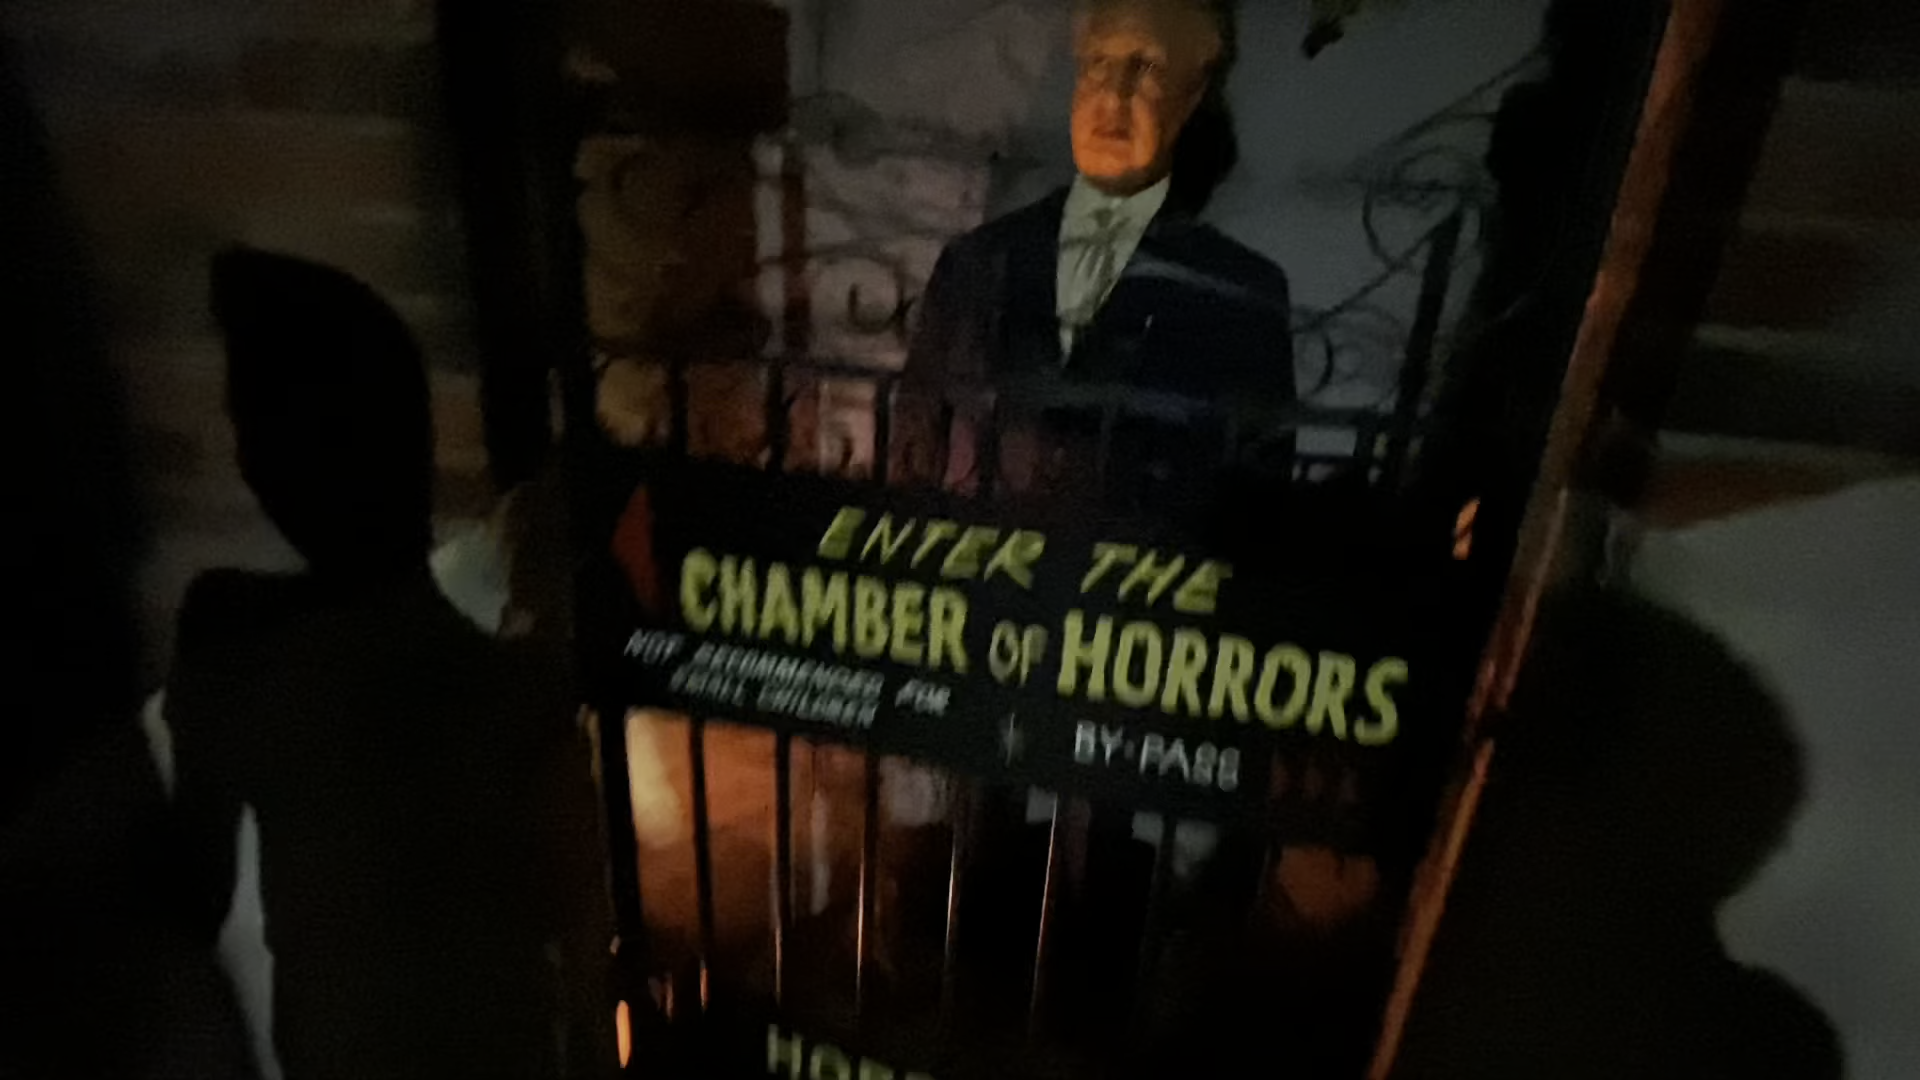 ENTER THE
CHAMBER OF HORRORS
NOT RECOMMENDED FOR
SMALL CHILDREN
BY-PASS